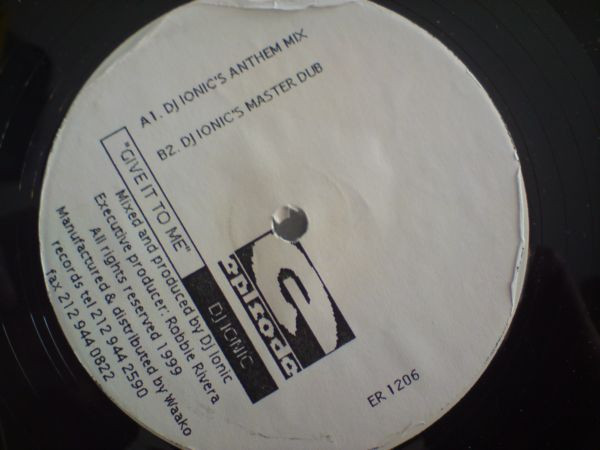 A1. DJ IONIC'S ANTHEM MIX
B2. DJ IONIC'S MASTER DUB
"GIVE IT TO ME"
DJ IONIC
Mixed and produced by DJ Ionic
Executive producer: Robbie Rivera
All rights reserved 1999
Manufactured & distributed by Waako
records tel 212 944 2590
fax 212 944 0822
episode
ER 1206